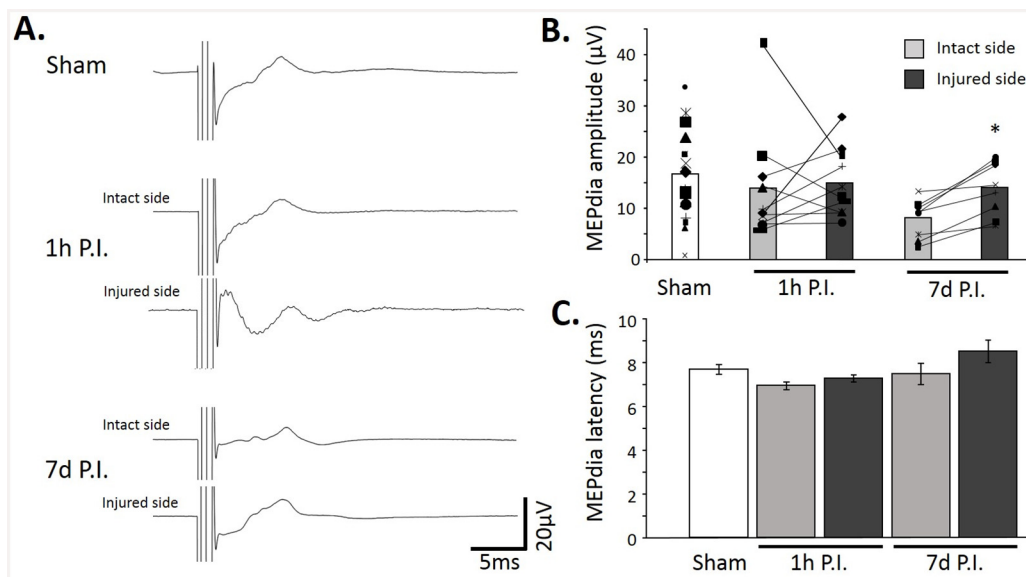 A.
Sham
Intact side
1h P.I.
Injured side
Intact side
7d P.I.
Injured side
5ms
20µV
B.
MEPdia amplitude (µV)
40
30
20
10
0
Intact side
Injured side
*
Sham
1h P.I.
7d P.I.
C.
MEPdia latency (ms)
10
8
6
4
2
0
Sham
1h P.I.
7d P.I.